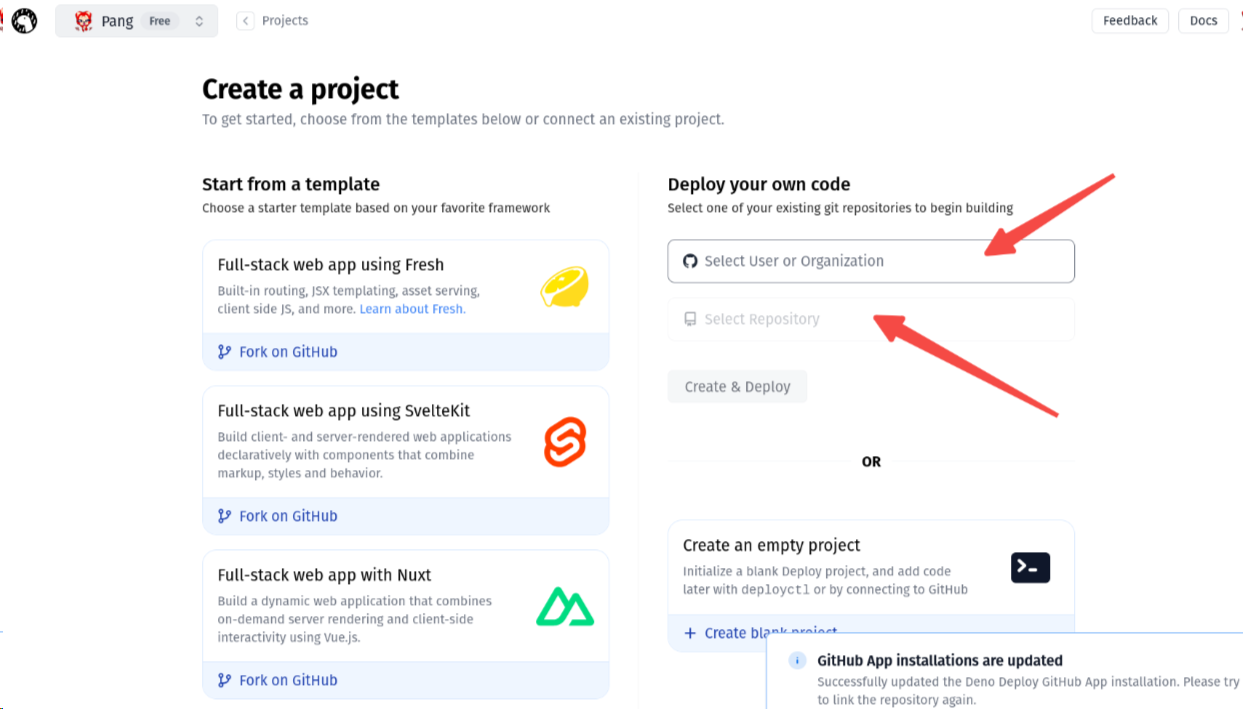 Pang Free
Projects
Feedback
Docs
Create a project
To get started, choose from the templates below or connect an existing project.
Start from a template
Choose a starter template based on your favorite framework
Full-stack web app using Fresh
Built-in routing, JSX templating, asset serving,
client side JS, and more. Learn about Fresh.
Fork on GitHub
Full-stack web app using SvelteKit
Build client- and server-rendered web applications
declaratively with components that combine
markup, styles and behavior.
Fork on GitHub
Full-stack web app with Nuxt
Build a dynamic web application that combines
on-demand server rendering and client-side
interactivity using Vue.js.
Fork on GitHub
Deploy your own code
Select one of your existing git repositories to begin building
Select User or Organization
Select Repository
Create & Deploy
OR
Create an empty project
Initialize a blank Deploy project, and add code
later with deployctl or by connecting to GitHub
+ Create blank project
GitHub App installations are updated
Successfully updated the Deno Deploy GitHub App installation. Please try
to link the repository again.